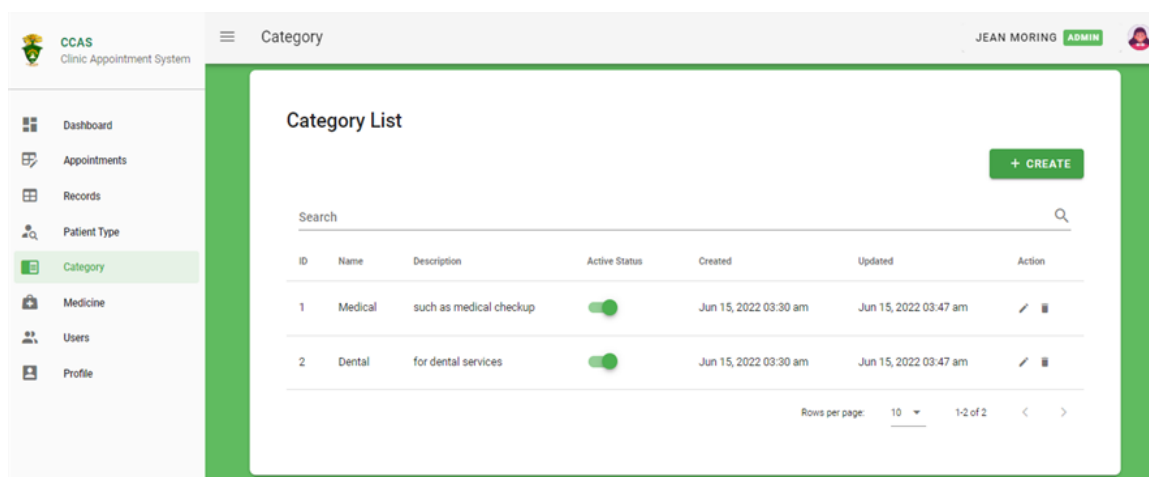 CCAS
Clinic Appointment System
Category
JEAN MORING ADMIN
Dashboard
Appointments
Records
Patient Type
Category
Medicine
Users
Profile
Category List
+ CREATE
Search
ID Name Description Active Status Created Updated Action
1 Medical such as medical checkup Jun 15, 2022 03:30 am Jun 15, 2022 03:47 am
2 Dental for dental services Jun 15, 2022 03:30 am Jun 15, 2022 03:47 am
Rows per page: 10 1-2 of 2